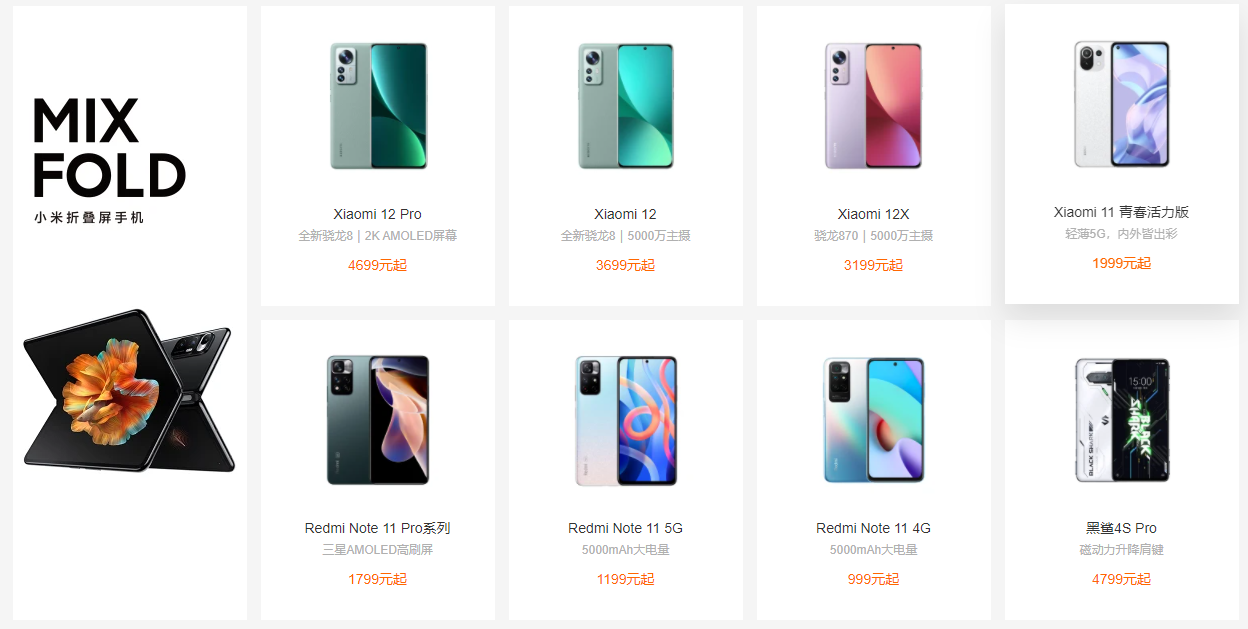 MIX
FOLD
小米折叠屏手机
Xiaomi 12 Pro
全新骁龙8 | 2K AMOLED屏幕
4699元起
Xiaomi 12
全新骁龙8 | 5000万主摄
3699元起
Xiaomi 12X
骁龙870 | 5000万主摄
3199元起
Xiaomi 11 青春活力版
轻薄5G，内外皆出彩
1999元起
Redmi Note 11 Pro系列
三星AMOLED高刷屏
1799元起
Redmi Note 11 5G
5000mAh大电量
1199元起
Redmi Note 11 4G
5000mAh大电量
999元起
BLACK SHARK
15:00
BLACK
SHARK
黑鲨4S Pro
磁动力升降肩键
4799元起